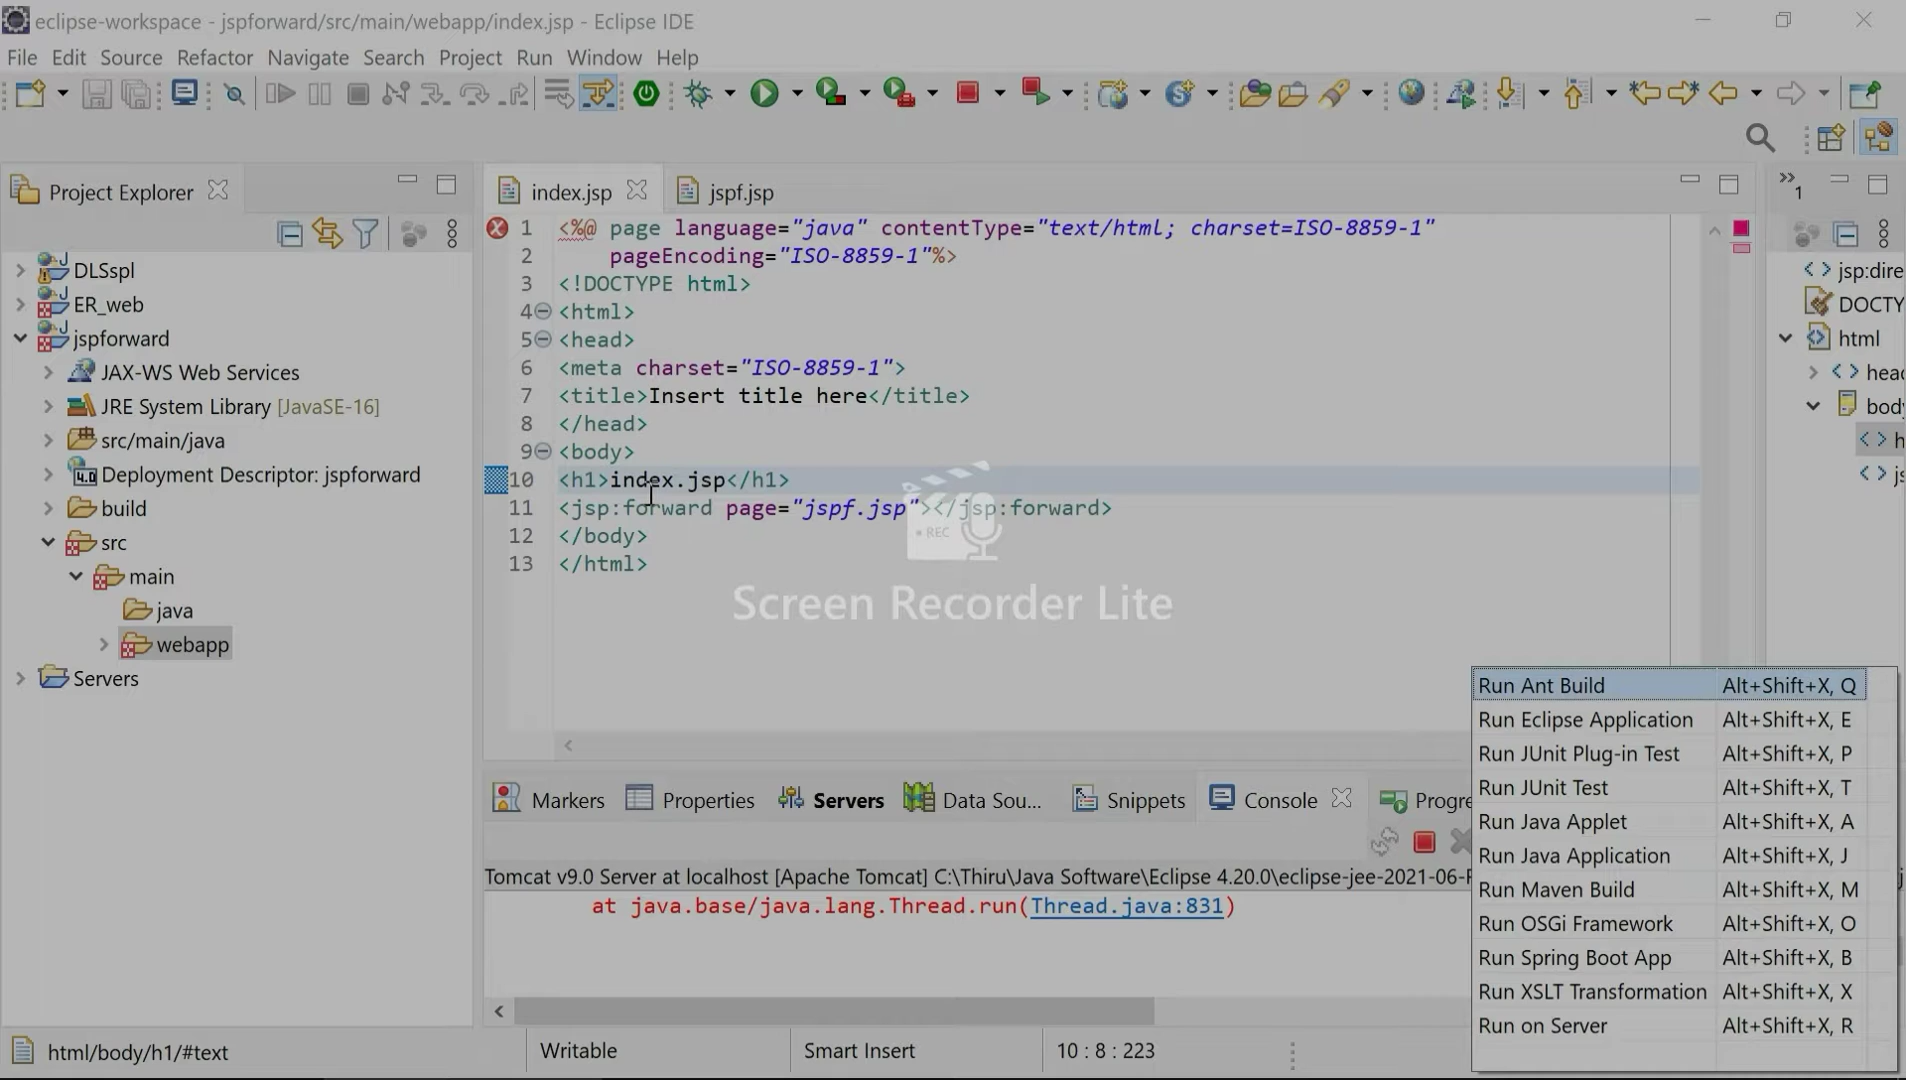 eclipse-workspace - jspforward/src/main/webapp/index.jsp - Eclipse IDE
File Edit Source Refactor Navigate Search Project Run Window Help
Project Explorer
index.jsp
jspf.jsp
1
DLSspl
ER_web
jspforward
JAX-WS Web Services
JRE System Library [JavaSE-16]
src/main/java
4.0 Deployment Descriptor: jspforward
build
src
main
java
webapp
Servers
1 <%@ page language="java" contentType="text/html; charset=ISO-8859-1"
2 pageEncoding="ISO-8859-1"%>
3 <!DOCTYPE html>
4 <html>
5 <head>
6 <meta charset="ISO-8859-1">
7 <title>Insert title here</title>
8 </head>
9 <body>
10 <h1>index.jsp</h1>
11 <jsp:forward page="jspf.jsp"></jsp:forward>
12 </body>
13 </html>
REC
Screen Recorder Lite
jsp:dire
DOCTY
html
head
body
h
js
Markers Properties Servers Data Sou... Snippets Console Progre
Tomcat v9.0 Server at localhost [Apache Tomcat] C:\Thiru\Java Software\Eclipse 4.20.0\eclipse-jee-2021-06-R
at java.base/java.lang.Thread.run(Thread.java:831)
Run Ant Build Alt+Shift+X, Q
Run Eclipse Application Alt+Shift+X, E
Run JUnit Plug-in Test Alt+Shift+X, P
Run JUnit Test Alt+Shift+X, T
Run Java Applet Alt+Shift+X, A
Run Java Application Alt+Shift+X, J
Run Maven Build Alt+Shift+X, M
Run OSGi Framework Alt+Shift+X, O
Run Spring Boot App Alt+Shift+X, B
Run XSLT Transformation Alt+Shift+X, X
Run on Server Alt+Shift+X, R
html/body/h1/#text
Writable
Smart Insert
10 : 8 : 223